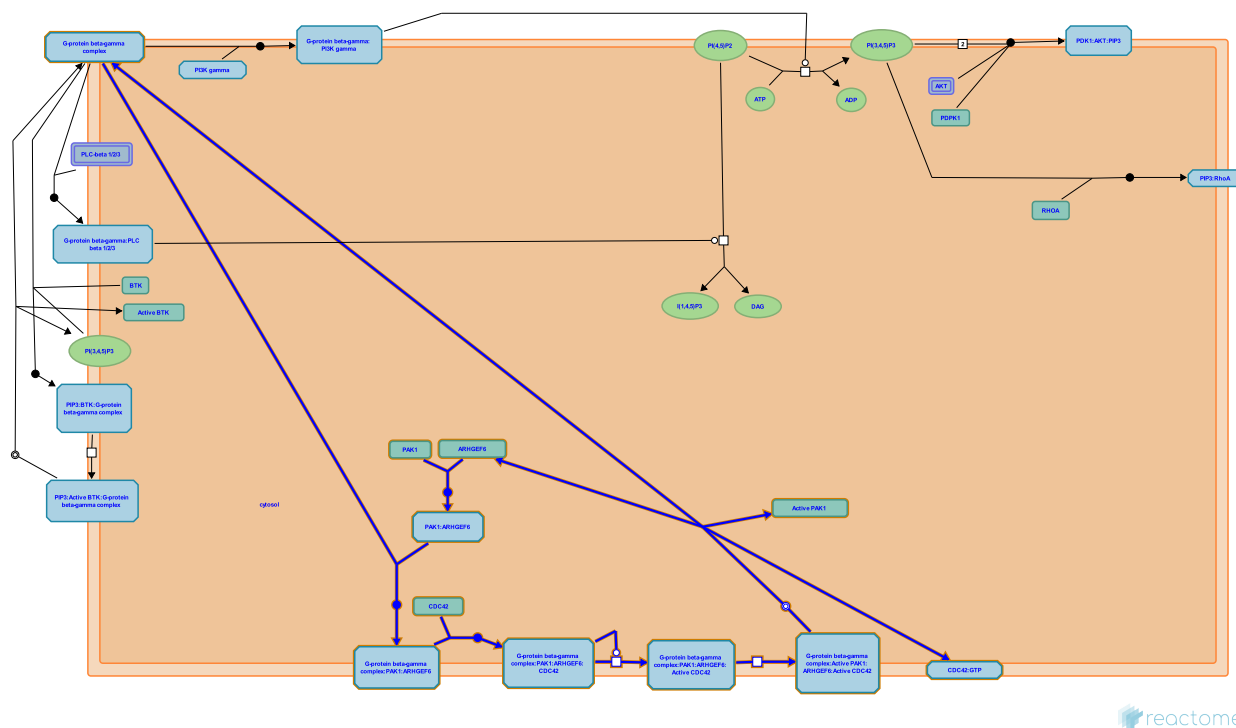 G-protein beta-gamma
complex
G-protein beta-gamma:
PI3K gamma
PI3K gamma
PI(4,5)P2
PI(3,4,5)P3
2
PDK1:AKT:PIP3
ATP
ADP
AKT
PDPK1
PLC-beta 1/2/3
PIP3:RhoA
RHOA
G-protein beta-gamma:PLC
beta 1/2/3
BTK
Active BTK
I(1,4,5)P3
DAG
PI(3,4,5)P3
PIP3:BTK:G-protein
beta-gamma complex
PAK1
ARHGEF6
PIP3:Active BTK:G-protein
beta-gamma complex
cytosol
Active PAK1
PAK1:ARHGEF6
CDC42
G-protein beta-gamma
complex:PAK1:ARHGEF6
G-protein beta-gamma
complex:PAK1:ARHGEF6:
CDC42
G-protein beta-gamma
complex:PAK1:ARHGEF6:
Active CDC42
G-protein beta-gamma
complex:Active PAK1:
ARHGEF6:Active CDC42
CDC42:GTP
reactome